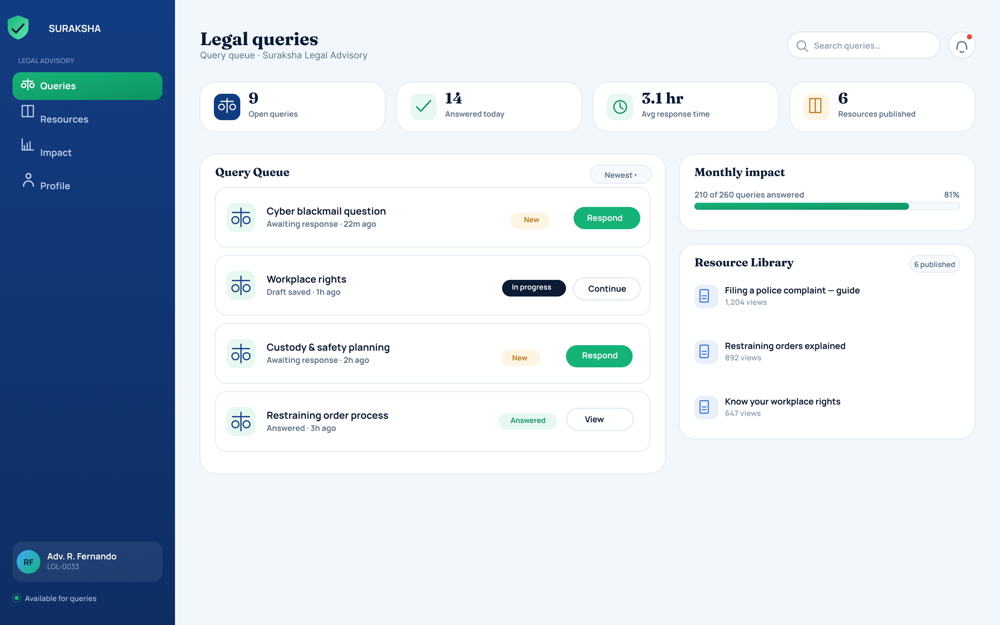 SURAKSHA
LEGAL ADVISORY
Queries
Resources
Impact
Profile
Adv. R. Fernando
RF
LGL-0033
Available for queries
Legal queries
Query queue · Suraksha Legal Advisory
Search queries...
9
Open queries
14
Answered today
3.1 hr
Avg response time
6
Resources published
Query Queue
Newest ▾
Cyber blackmail question
Awaiting response · 22m ago
New
Respond
Workplace rights
Draft saved · 1h ago
In progress
Continue
Custody & safety planning
Awaiting response · 2h ago
New
Respond
Restraining order process
Answered · 3h ago
Answered
View
Monthly impact
210 of 260 queries answered
81%
Resource Library
6 published
Filing a police complaint — guide
1,204 views
Restraining orders explained
892 views
Know your workplace rights
647 views